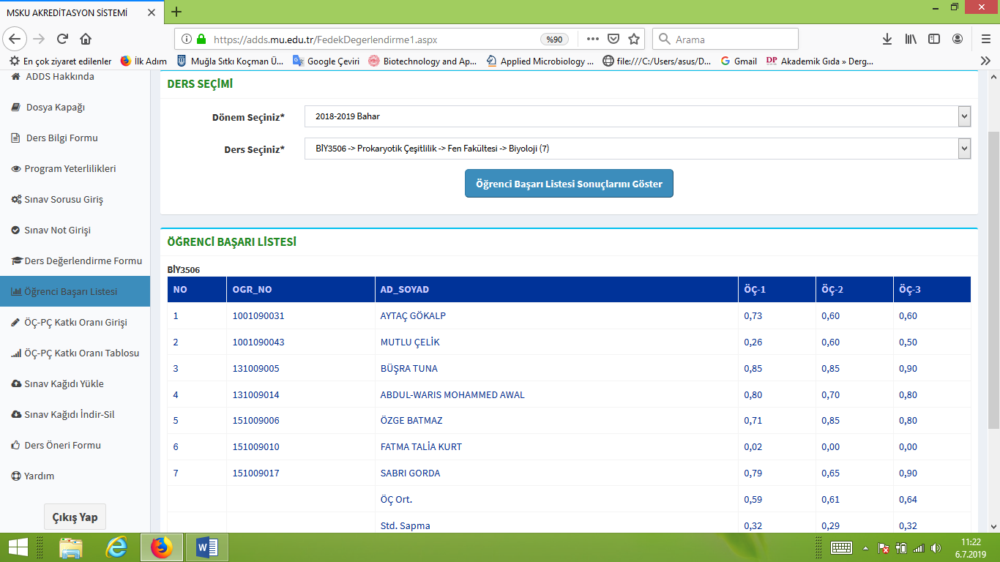 MSKU AKREDİTASYON SİSTEMİ
https://adds.mu.edu.tr/FedekDegerlendirme1.aspx
%90
Arama
En çok ziyaret edilenler
İlk Adım
Muğla Sıtkı Koçman Ü...
Google Çeviri
Biotechnology and Ap...
Applied Microbiology ...
file:///C:/Users/asus/D...
Gmail
DP Akademik Gıda » Derg...
ADDS Hakkında
Dosya Kapağı
Ders Bilgi Formu
Program Yeterlilikleri
Sınav Sorusu Giriş
Sınav Not Girişi
Ders Değerlendirme Formu
Öğrenci Başarı Listesi
ÖÇ-PÇ Katkı Oranı Girişi
ÖÇ-PÇ Katkı Oranı Tablosu
Sınav Kağıdı Yükle
Sınav Kağıdı İndir-Sil
Ders Öneri Formu
Yardım
Çıkış Yap
DERS SEÇİMİ
Dönem Seçiniz* 2018-2019 Bahar
Ders Seçiniz* BİY3506 -> Prokaryotik Çeşitlilik -> Fen Fakültesi -> Biyoloji (7)
Öğrenci Başarı Listesi Sonuçlarını Göster
ÖĞRENCİ BAŞARI LİSTESİ
BİY3506
NO OGR_NO AD_SOYAD ÖÇ-1 ÖÇ-2 ÖÇ-3
1 1001090031 AYTAÇ GÖKALP 0,73 0,60 0,60
2 1001090043 MUTLU ÇELİK 0,26 0,60 0,50
3 131009005 BÜŞRA TUNA 0,85 0,85 0,90
4 131009014 ABDUL-WARIS MOHAMMED AWAL 0,80 0,70 0,80
5 151009006 ÖZGE BATMAZ 0,71 0,85 0,80
6 151009010 FATMA TALİA KURT 0,02 0,00 0,00
7 151009017 SABRI GORDA 0,79 0,65 0,90
ÖÇ Ort. 0,59 0,61 0,64
Std. Sapma 0,32 0,29 0,32
11:22
6.7.2019